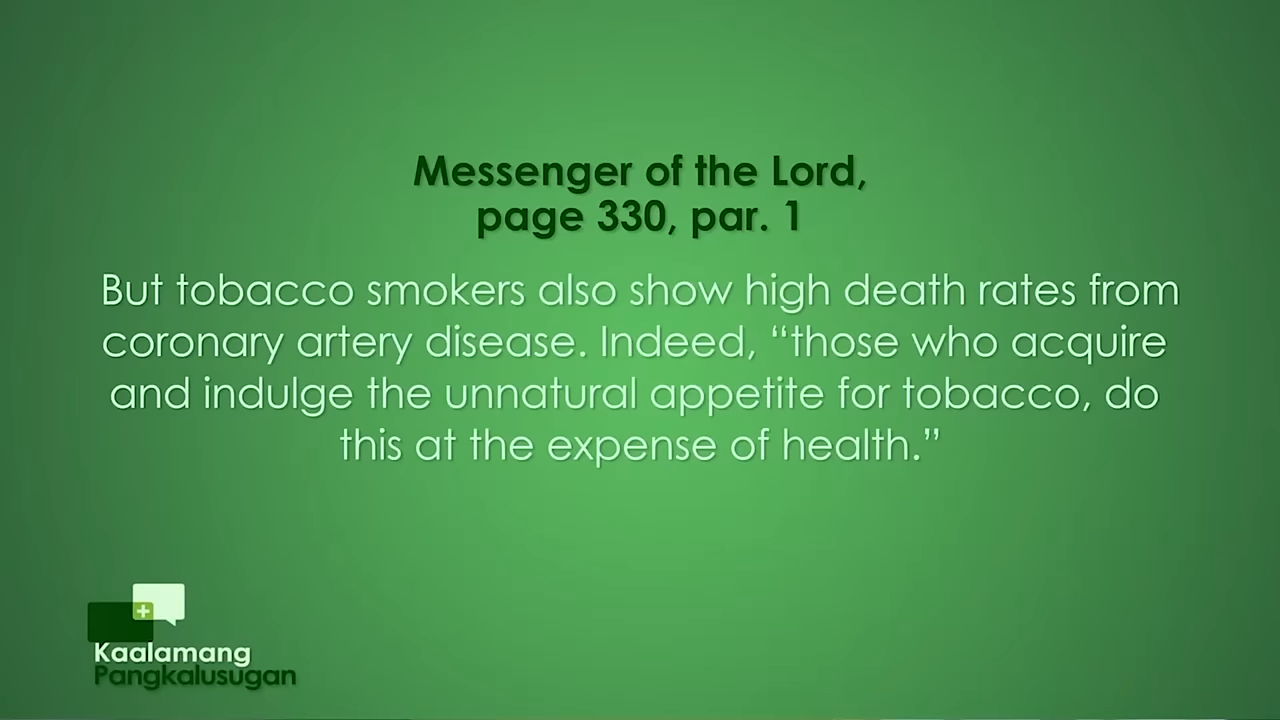 Messenger of the Lord,
page 330, par. 1
But tobacco smokers also show high death rates from
coronary artery disease. Indeed, “those who acquire
and indulge the unnatural appetite for tobacco, do
this at the expense of health.”
Kaalamang
Pangkalusugan